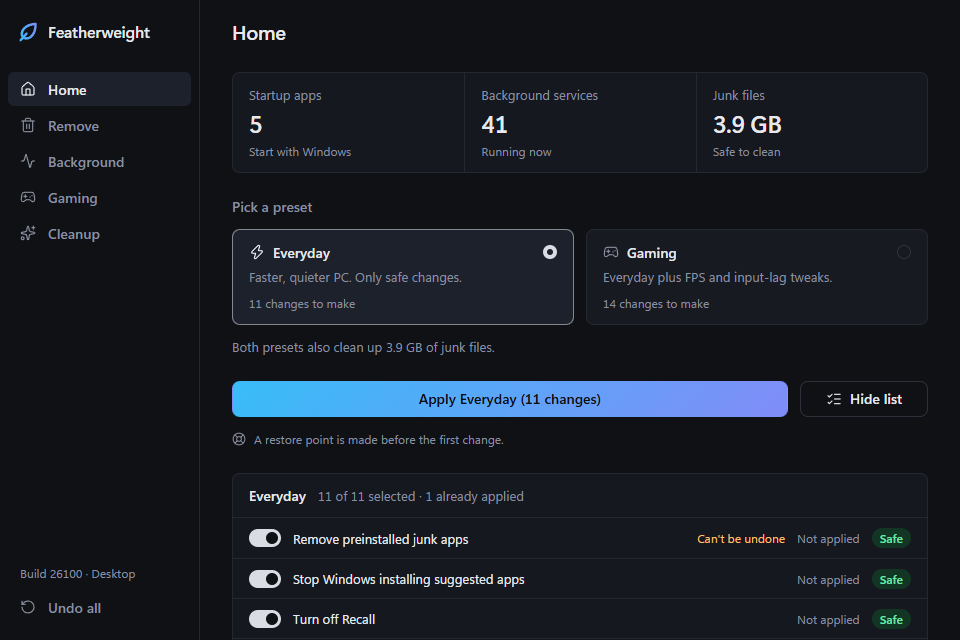 Featherweight
Home
Remove
Background
Gaming
Cleanup
Build 26100 · Desktop
Undo all
Home
Startup apps
5
Start with Windows
Background services
41
Running now
Junk files
3.9 GB
Safe to clean
Pick a preset
Everyday
Faster, quieter PC. Only safe changes.
11 changes to make
Gaming
Everyday plus FPS and input-lag tweaks.
14 changes to make
Both presets also clean up 3.9 GB of junk files.
Apply Everyday (11 changes)
Hide list
A restore point is made before the first change.
Everyday 11 of 11 selected · 1 already applied
Remove preinstalled junk apps Can't be undone Not applied Safe
Stop Windows installing suggested apps Not applied Safe
Turn off Recall Not applied Safe